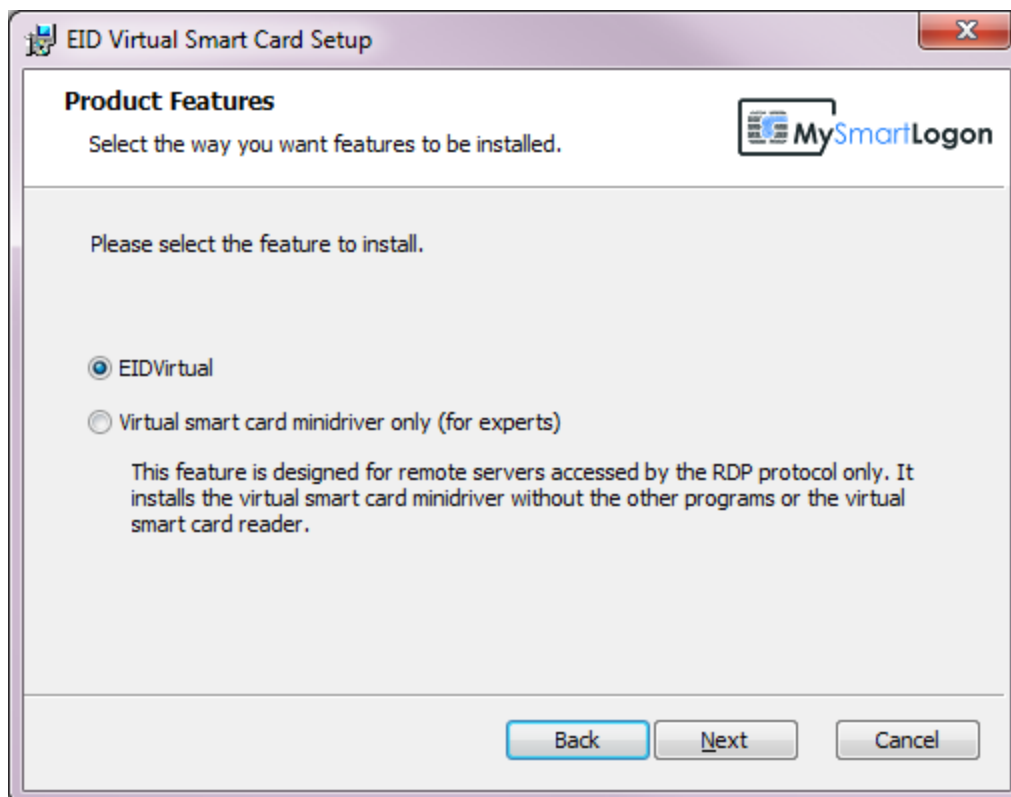 EID Virtual Smart Card Setup
Product Features
Select the way you want features to be installed.
MySmartLogon
Please select the feature to install.
EIDVirtual
Virtual smart card minidriver only (for experts)
This feature is designed for remote servers accessed by the RDP protocol only. It
installs the virtual smart card minidriver without the other programs or the virtual
smart card reader.
Back Next Cancel